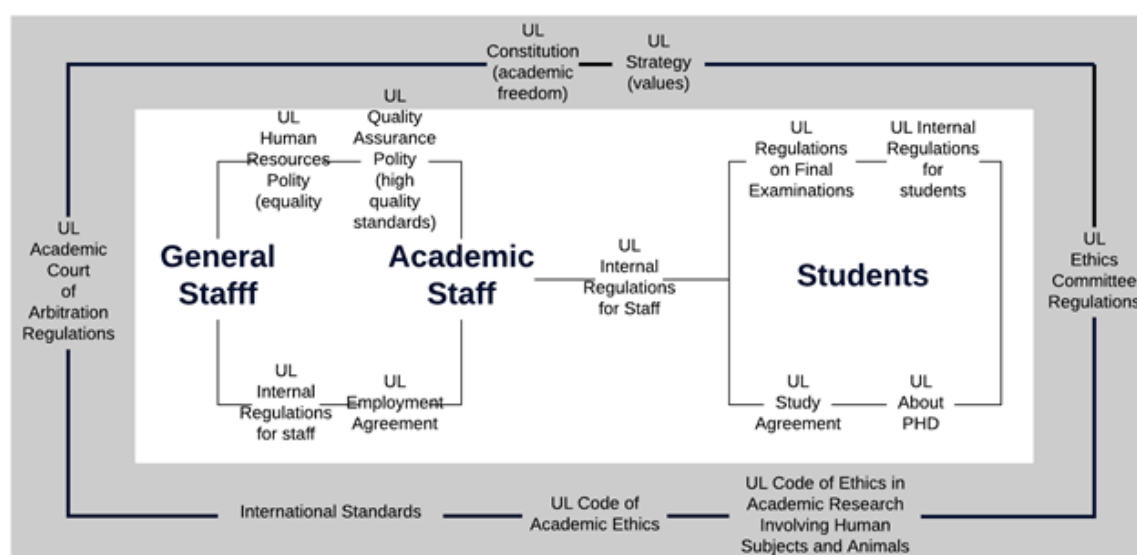 UL
Constitution
(academic
freedom)
UL
Strategy
(values)
UL
Human
Resources
Polity
(equality
UL
Quality
Assurance
Polity
(high
quality
standards)
UL
Regulations
on Final
Examinations
UL Internal
Regulations
for
students
UL
Academic
Court
of
Arbitration
Regulations
General
Stafff
Academic
Staff
UL
Internal
Regulations
for Staff
Students
UL
Ethics
Committee
Regulations
UL
Internal
Regulations
for staff
UL
Employment
Agreement
UL
Study
Agreement
UL
About
PHD
International Standards
UL Code of
Academic Ethics
UL Code of Ethics in
Academic Research
Involving Human
Subjects and Animals